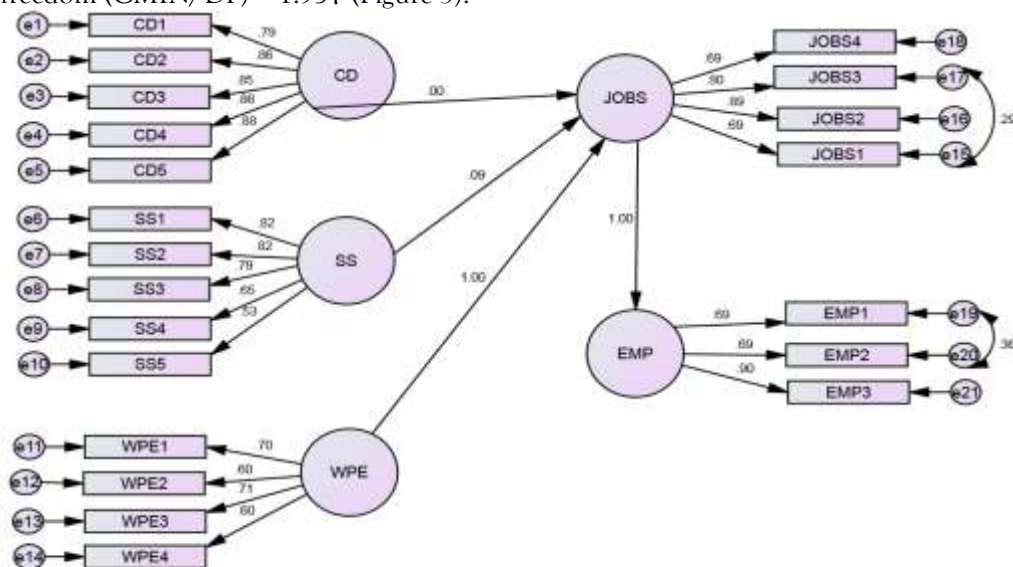 freedom (CMIN/DF) = 1.934 (Figure 3).
e1 CD1 .79
e2 CD2 .86
e3 CD3 .85
e4 CD4 .86
e5 CD5 .88
CD
.00
e6 SS1 .82
e7 SS2 .82
e8 SS3 .79
e9 SS4 .65
e10 SS5 .53
SS
.09
e11 WPE1 .70
e12 WPE2 .60
e13 WPE3 .71
e14 WPE4 .60
WPE
1.00
JOBS
.69 JOBS4 e18
.80 JOBS3 e17
.89 JOBS2 e16
.69 JOBS1 e15
.29
1.00
EMP
.69 EMP1 e19
.69 EMP2 e20
.90 EMP3 e21
.36